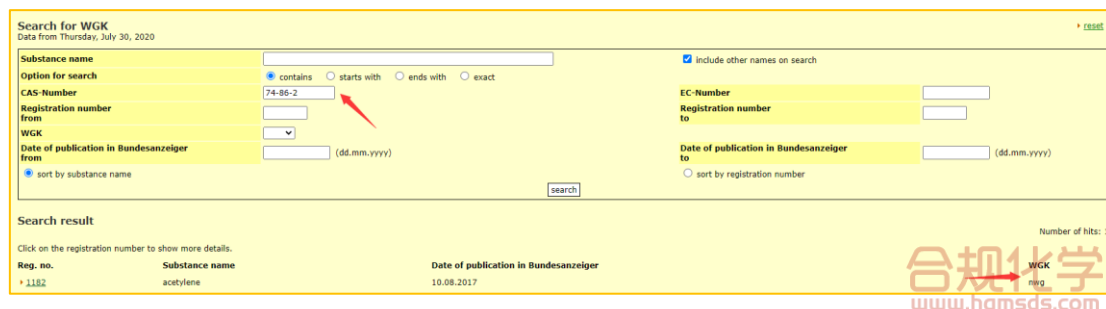 Search for WGK
reset
Data from Thursday, July 30, 2020
Substance name
include other names on search
Option for search
contains starts with ends with exact
CAS-Number 74-86-2 EC-Number
Registration number from Registration number to
WGK
Date of publication in Bundesanzeiger from (dd.mm.yyyy) Date of publication in Bundesanzeiger to (dd.mm.yyyy)
sort by substance name sort by registration number
search
Search result
Number of hits:
Click on the registration number to show more details.
Reg. no. Substance name Date of publication in Bundesanzeiger WGK
1182 acetylene 10.08.2017 nwg
合规化学
www.hgmsds.com